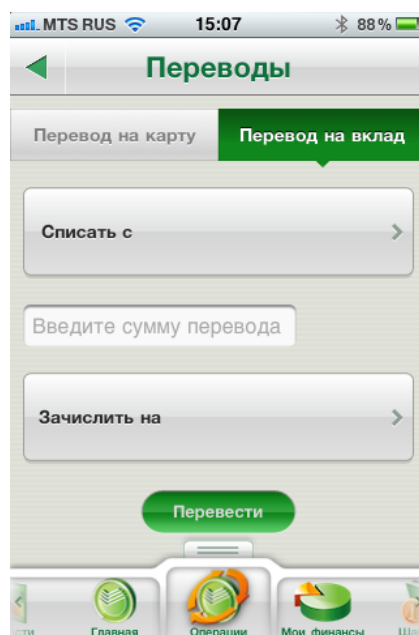 MTS RUS 15:07 88%
Переводы
Перевод на карту Перевод на вклад
Списать с
Введите сумму перевода
Зачислить на
Перевести
Главная Операции Мои финансы